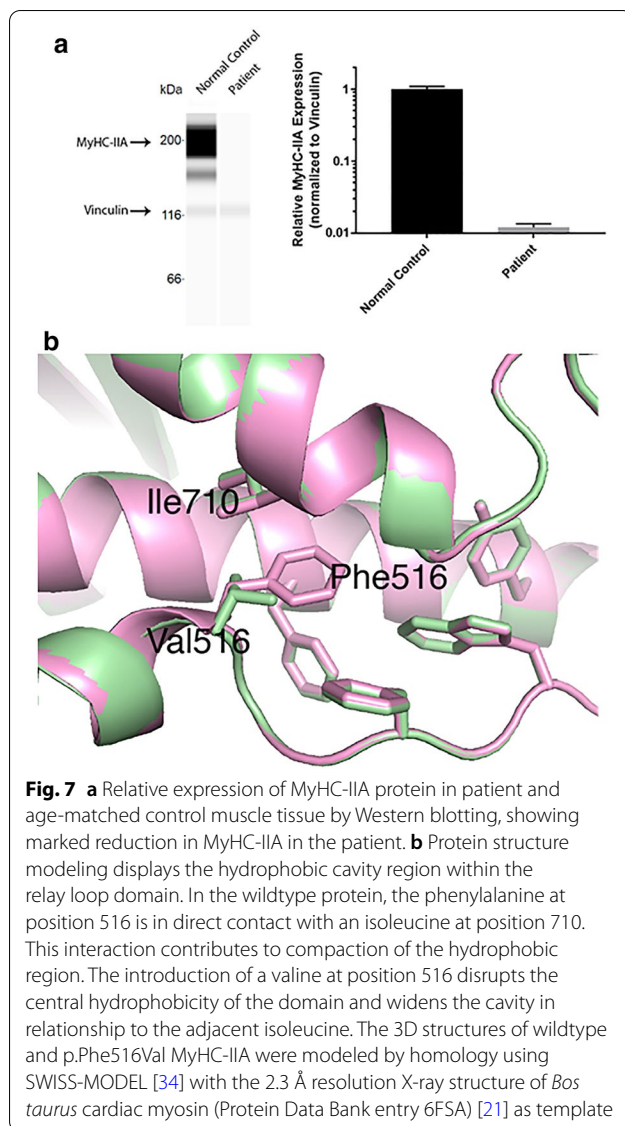 a
Normal Control
Patient
kDa
MyHC-IIA
200
Vinculin
116
66
Relative MyHC-IIA Expression
(normalized to Vinculin)
1
0.1
0.01
Normal Control
Patient
b
Ile710
Phe516
Val516
Fig. 7 a Relative expression of MyHC-IIA protein in patient and
age-matched control muscle tissue by Western blotting, showing
marked reduction in MyHC-IIA in the patient. b Protein structure
modeling displays the hydrophobic cavity region within the
relay loop domain. In the wildtype protein, the phenylalanine at
position 516 is in direct contact with an isoleucine at position 710.
This interaction contributes to compaction of the hydrophobic
region. The introduction of a valine at position 516 disrupts the
central hydrophobicity of the domain and widens the cavity in
relationship to the adjacent isoleucine. The 3D structures of wildtype
and p.Phe516Val MyHC-IIA were modeled by homology using
SWISS-MODEL [34] with the 2.3 Å resolution X-ray structure of Bos
taurus cardiac myosin (Protein Data Bank entry 6FSA) [21] as template